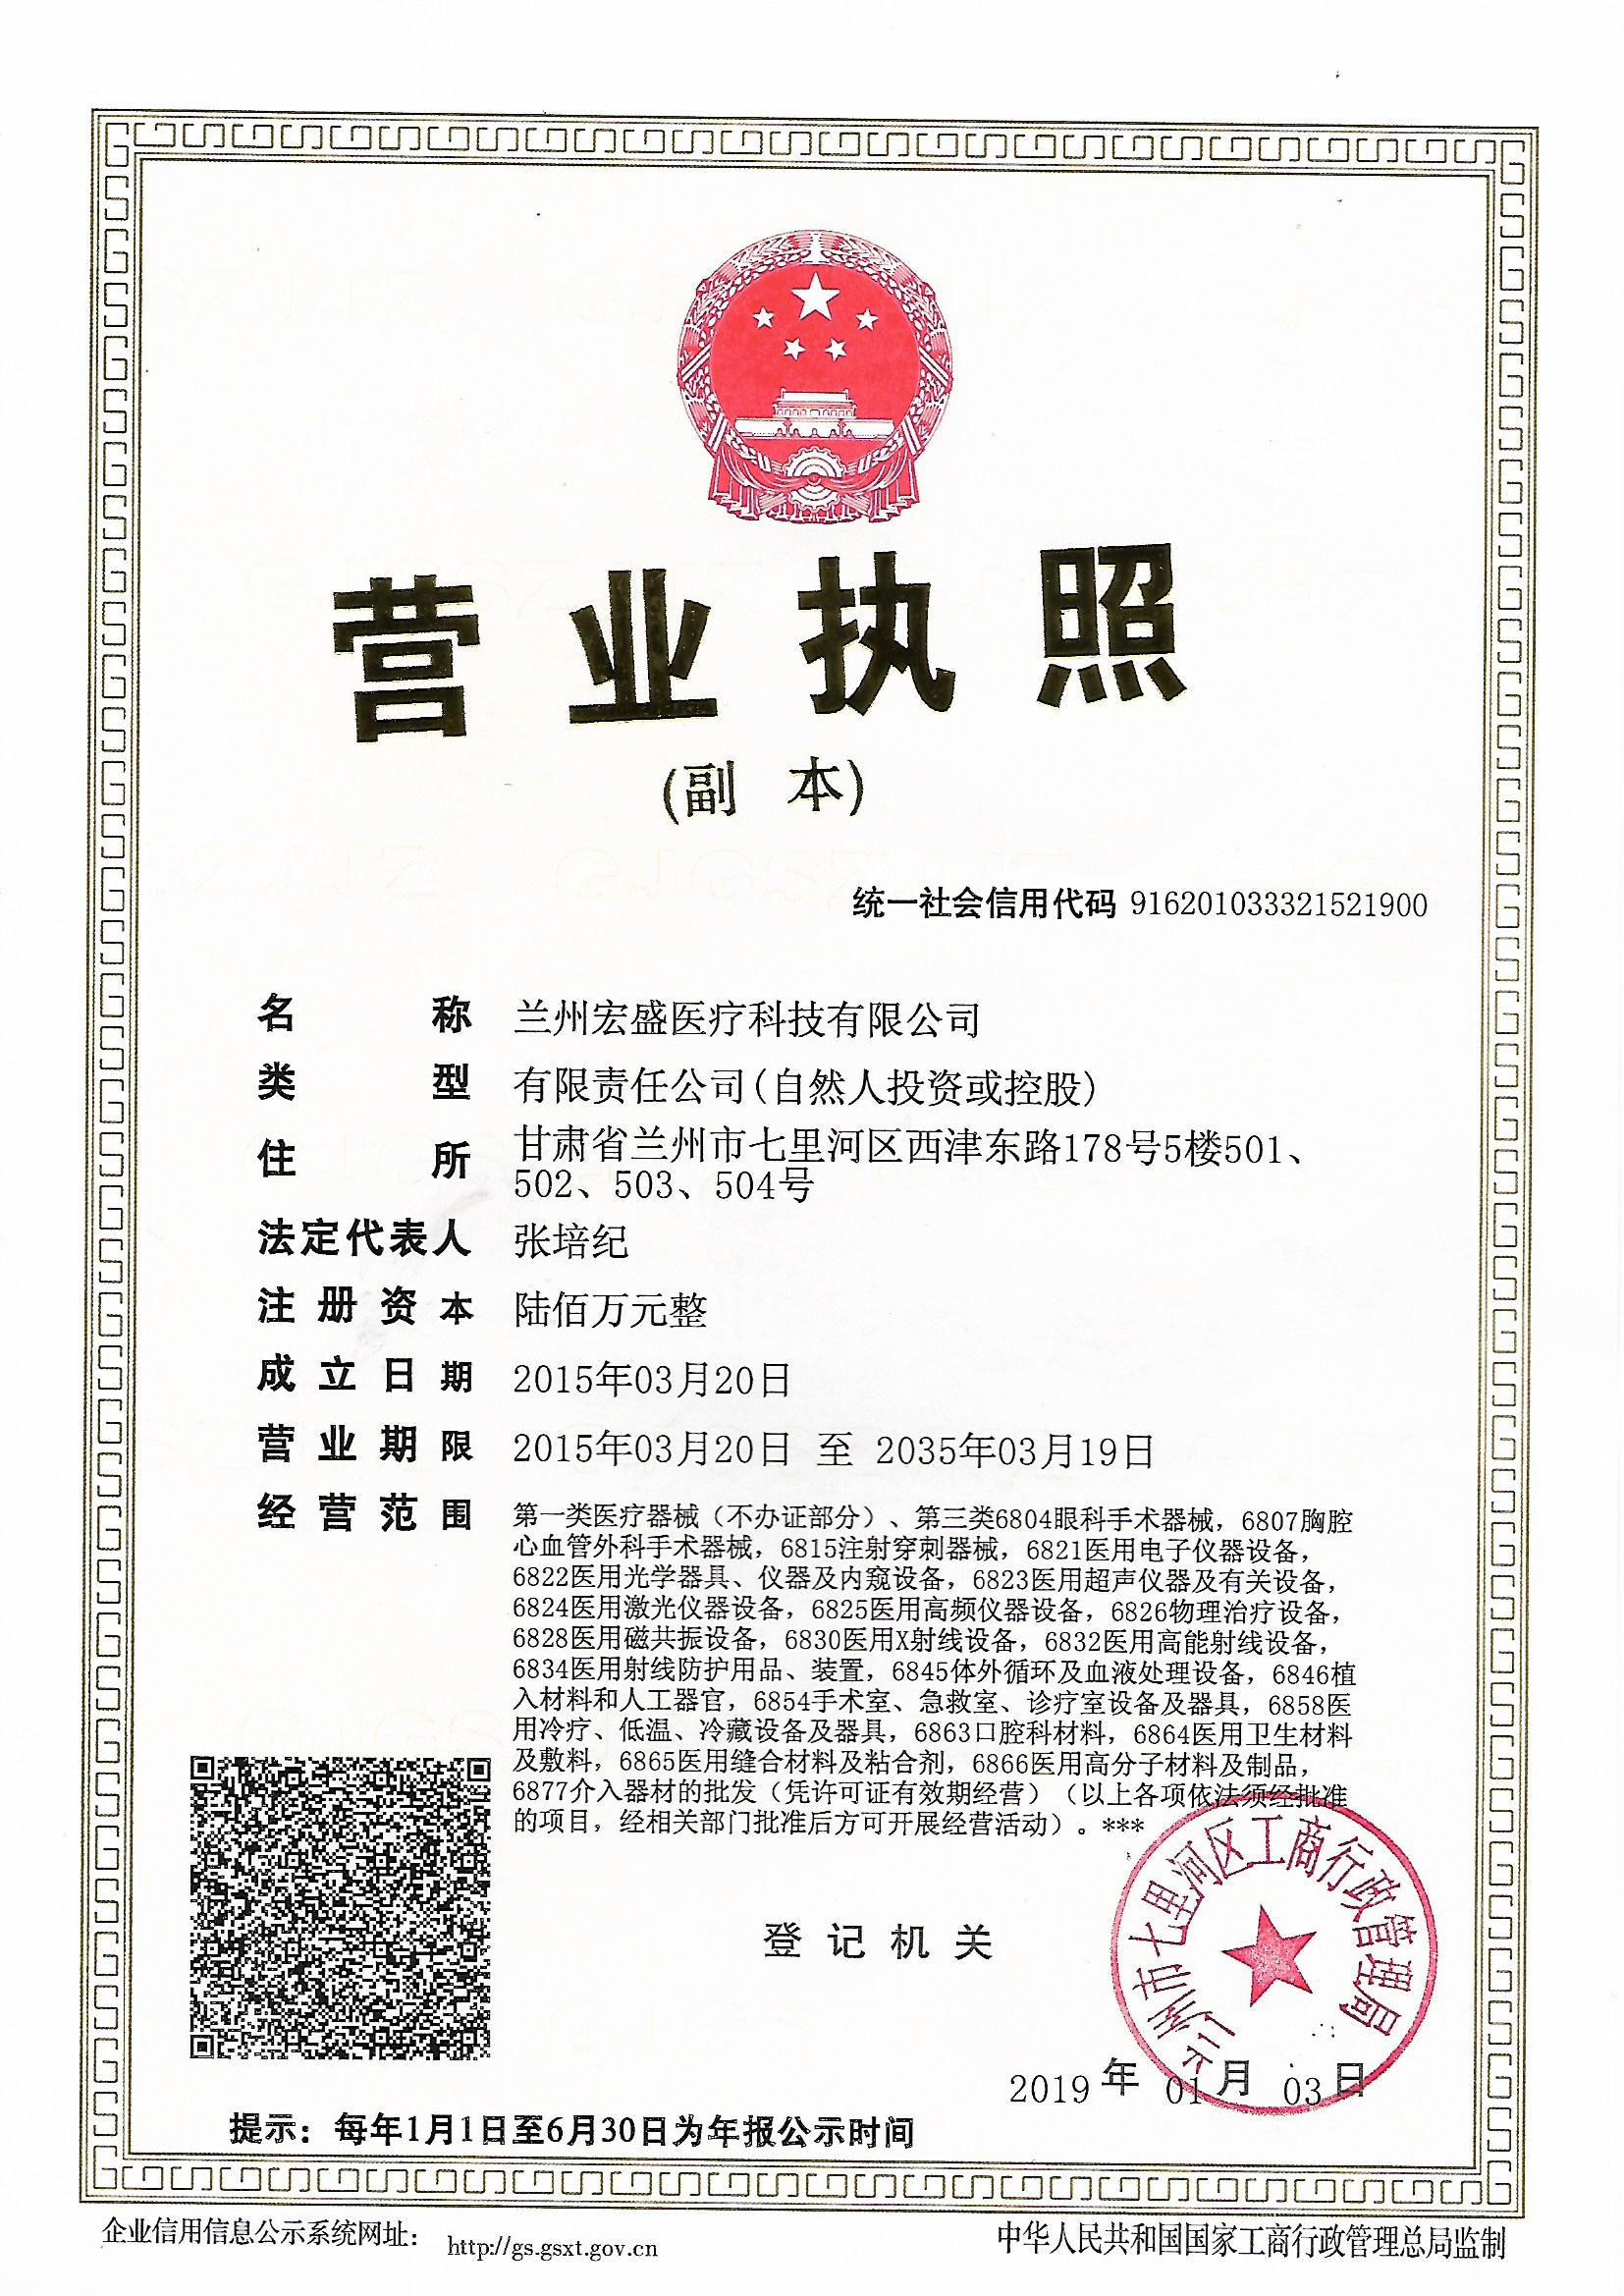 营业执照
(副 本)
统一社会信用代码 916201033321521900
名 称 兰州宏盛医疗科技有限公司
类 型 有限责任公司(自然人投资或控股)
住 所 甘肃省兰州市七里河区西津东路178号5楼501、
502、503、504号
法定代表人 张培纪
注册资本 陆佰万元整
成立日期 2015年03月20日
营业期限 2015年03月20日 至 2035年03月19日
经营范围 第一类医疗器械（不办证部分）、第三类6804眼科手术器械，6807胸腔
心血管外科手术器械，6815注射穿刺器械，6821医用电子仪器设备，
6822医用光学器具、仪器及内窥设备，6823医用超声仪器及有关设备，
6824医用激光仪器设备，6825医用高频仪器设备，6826物理治疗设备，
6828医用磁共振设备，6830医用X射线设备，6832医用高能射线设备，
6834医用射线防护用品、装置，6845体外循环及血液处理设备，6846植
入材料和人工器官，6854手术室、急救室、诊疗室设备及器具，6858医
用冷疗、低温、冷藏设备及器具，6863口腔科材料，6864医用卫生材料
及敷料，6865医用缝合材料及粘合剂，6866医用高分子材料及制品，
6877介入器材的批发（凭许可证有效期经营）（以上各项依法须经批准
的项目，经相关部门批准后方可开展经营活动）。***
登记机关
兰州市七里河区工商行政管理局
2019年01月03日
提示：每年1月1日至6月30日为年报公示时间
企业信用信息公示系统网址： http://gs.gsxt.gov.cn
中华人民共和国国家工商行政管理总局监制